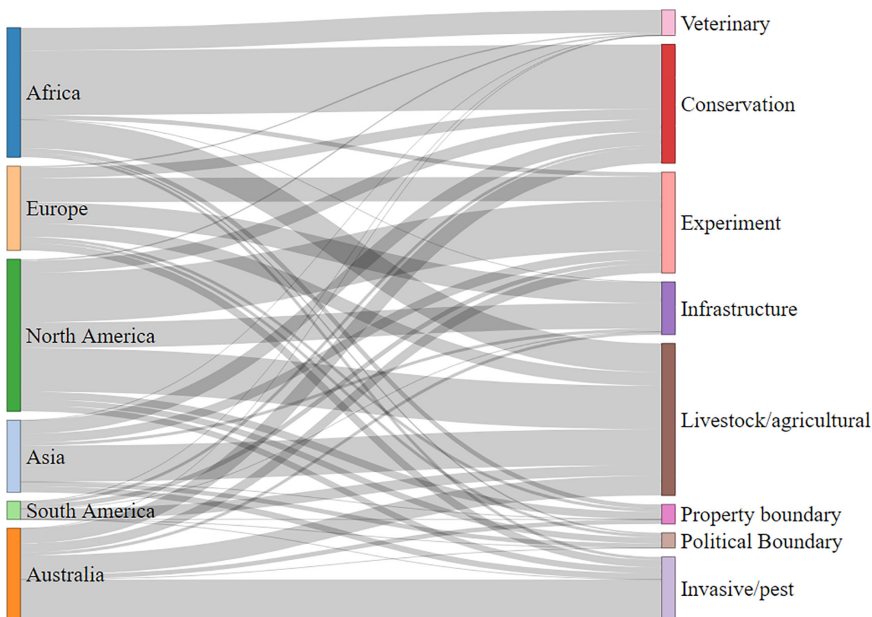 Africa
Europe
North America
Asia
South America
Australia
Veterinary
Conservation
Experiment
Infrastructure
Livestock/agricultural
Property boundary
Political Boundary
Invasive/pest